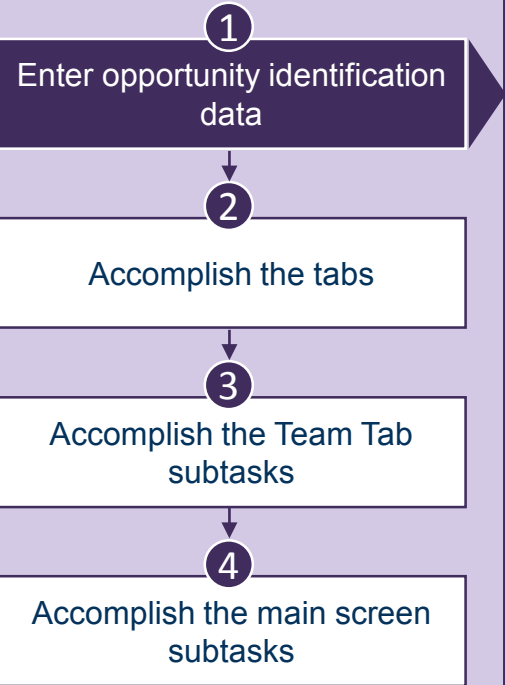 1
Enter opportunity identification
data
2
Accomplish the tabs
3
Accomplish the Team Tab
subtasks
4
Accomplish the main screen
subtasks